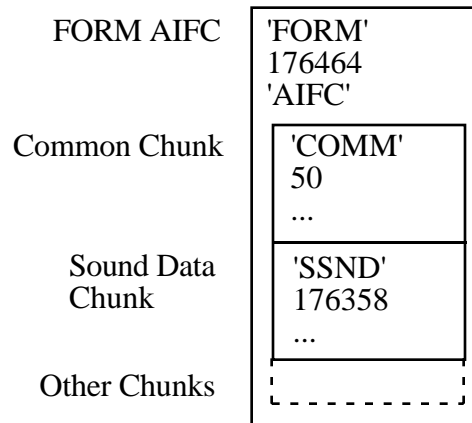 FORM AIFC
'FORM'
176464
'AIFC'
Common Chunk
'COMM'
50
...
Sound Data
Chunk
'SSND'
176358
...
Other Chunks